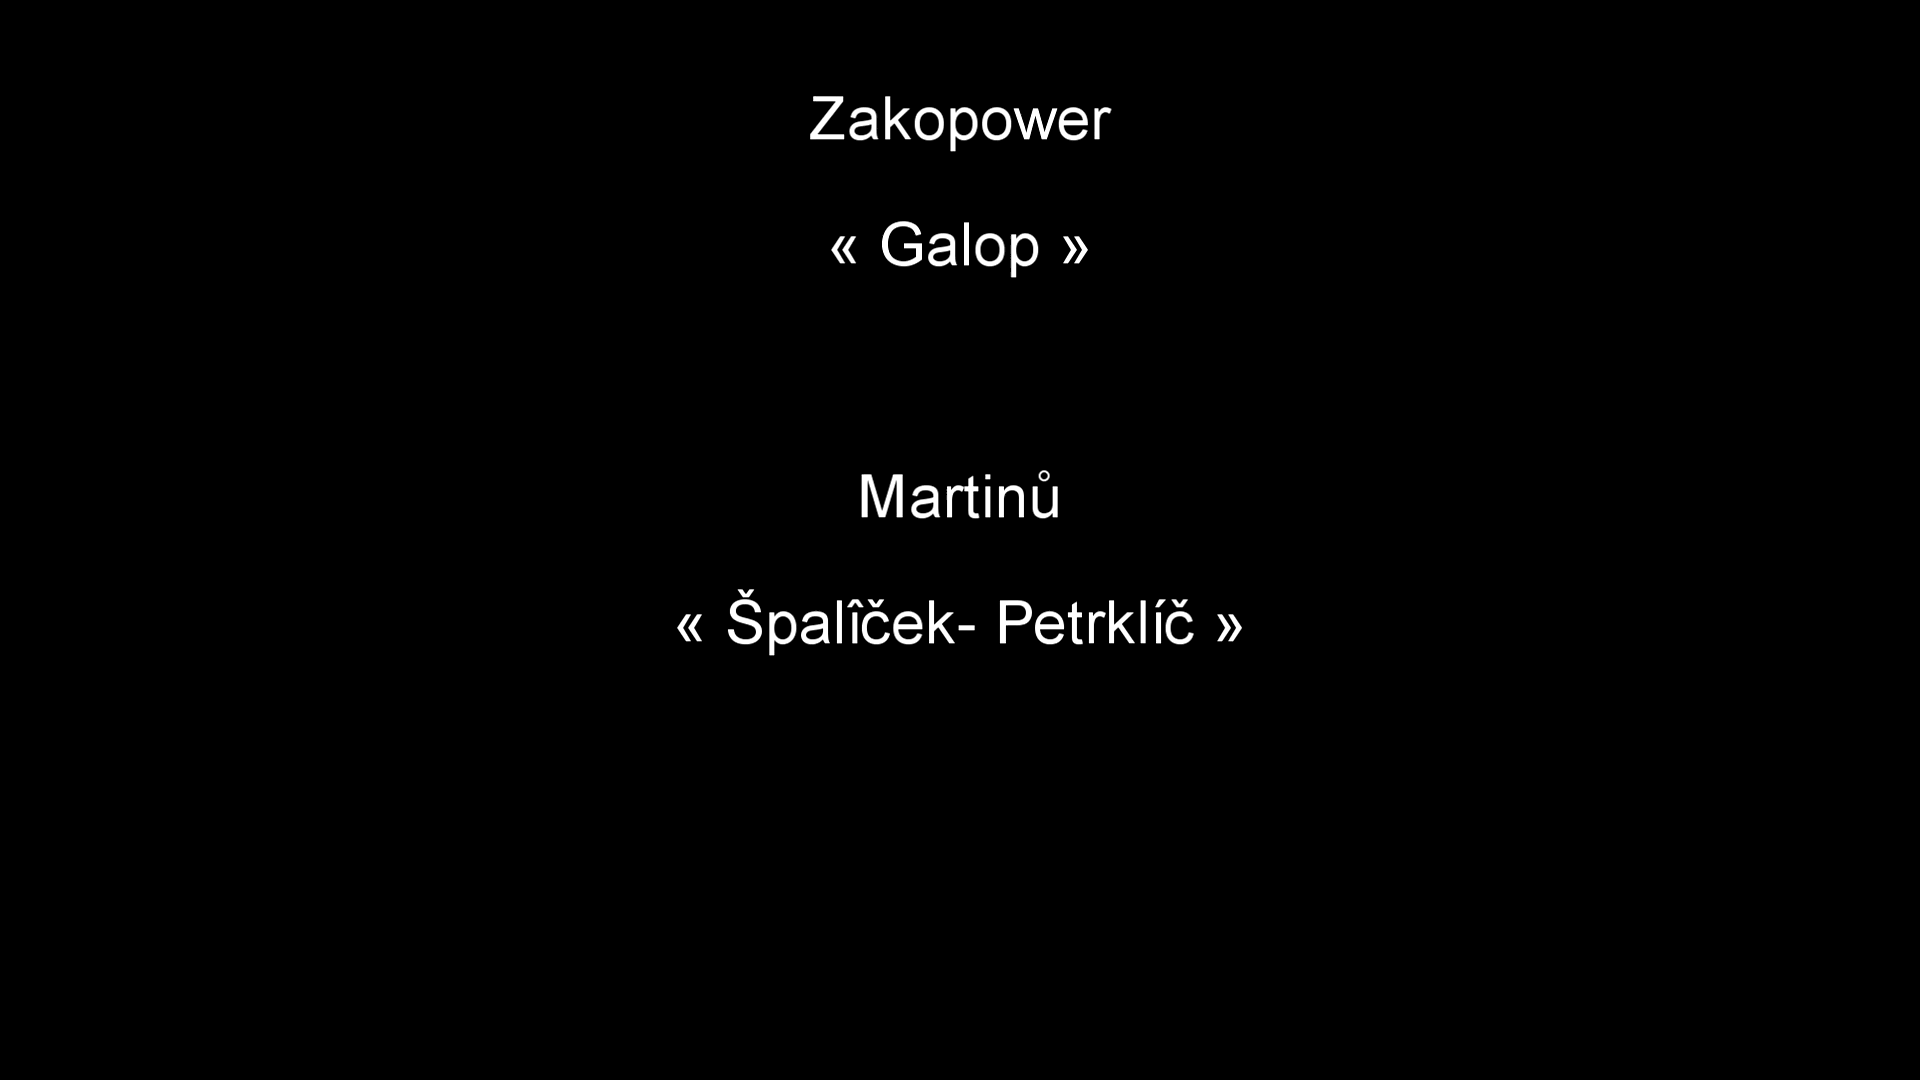 Zakopower
« Galop »
Martinů
« Špalîček- Petrklíč »